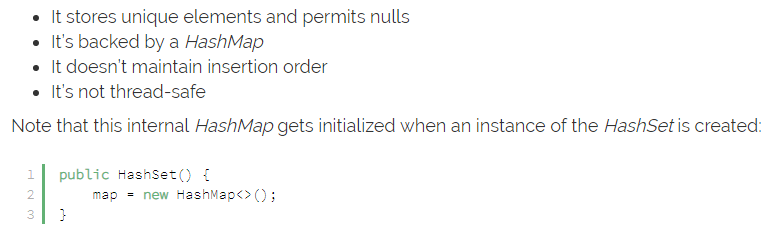 • It stores unique elements and permits nulls
• It's backed by a HashMap
• It doesn't maintain insertion order
• It's not thread-safe
Note that this internal HashMap gets initialized when an instance of the HashSet is created:
1 public HashSet() {
2     map = new HashMap<>();
3 }